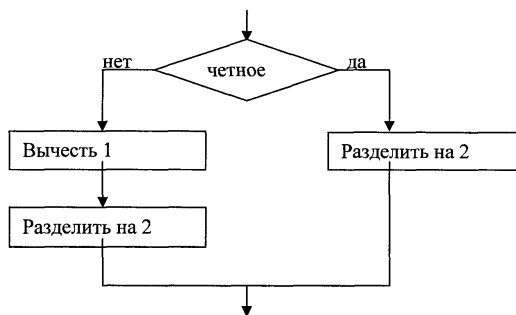 четное
нет
да
Вычесть 1
Разделить на 2
Разделить на 2